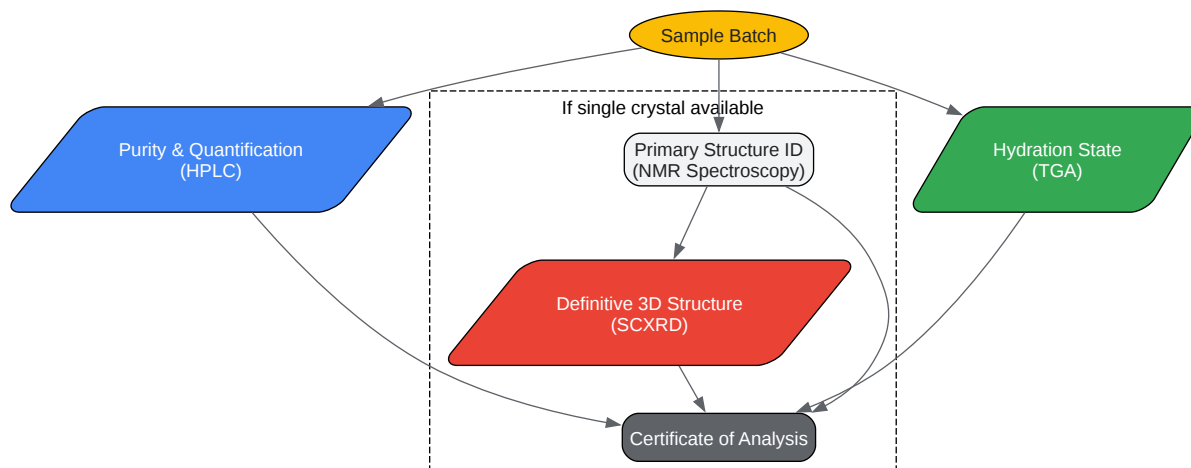 Sample Batch
If single crystal available
Purity & Quantification
(HPLC)
Primary Structure ID
(NMR Spectroscopy)
Hydration State
(TGA)
Definitive 3D Structure
(SCXRD)
Certificate of Analysis